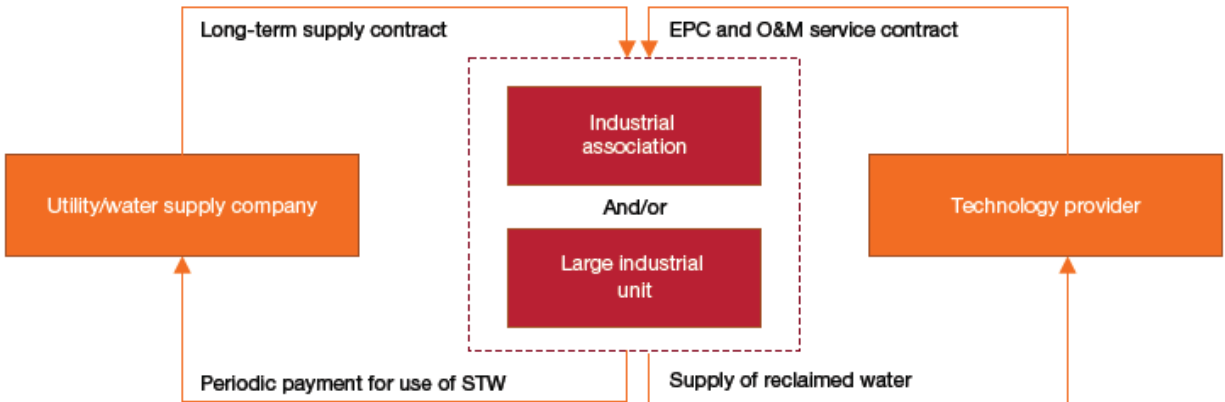 Long-term supply contract
EPC and O&M service contract
Industrial
association
Utility/water supply company
And/or
Technology provider
Large industrial
unit
Periodic payment for use of STW
Supply of reclaimed water